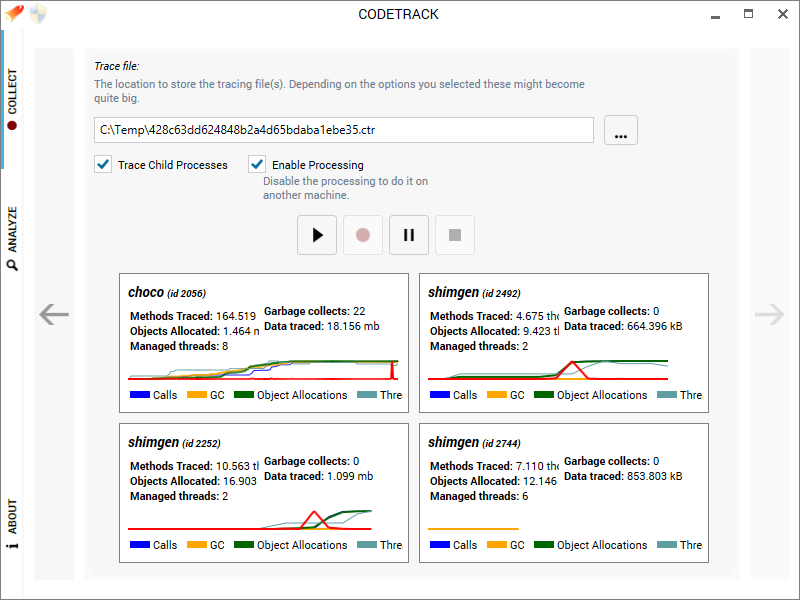 CODETRACK
COLLECT
ANALYZE
ABOUT
Trace file:
The location to store the tracing file(s). Depending on the options you selected these might become
quite big.
C:\Temp\428c63dd624848b2a4d65bdaba1ebe35.ctr
...
Trace Child Processes
Enable Processing
Disable the processing to do it on
another machine.
choco (id 2056)
Methods Traced: 164.519
Objects Allocated: 1.464 m
Managed threads: 8
Garbage collects: 22
Data traced: 18.156 mb
Calls GC Object Allocations Thre
shimgen (id 2492)
Methods Traced: 4.675 tho
Objects Allocated: 9.423 tl
Managed threads: 2
Garbage collects: 0
Data traced: 664.396 kB
Calls GC Object Allocations Thre
shimgen (id 2252)
Methods Traced: 10.563 th
Objects Allocated: 16.903
Managed threads: 2
Garbage collects: 0
Data traced: 1.099 mb
Calls GC Object Allocations Thre
shimgen (id 2744)
Methods Traced: 7.110 tho
Objects Allocated: 12.146
Managed threads: 6
Garbage collects: 0
Data traced: 853.803 kB
Calls GC Object Allocations Thre